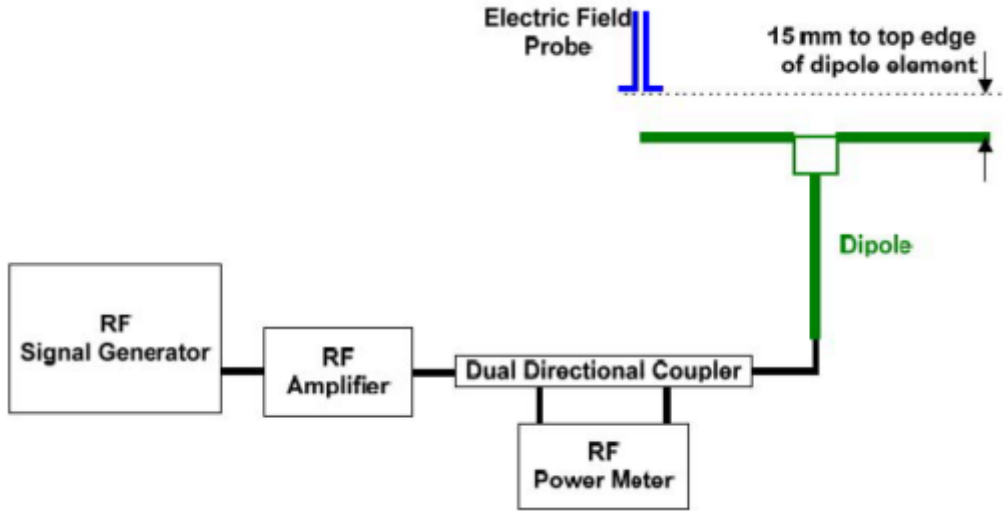 Electric Field
Probe
15 mm to top edge
of dipole element
Dipole
RF
Signal Generator
RF
Amplifier
Dual Directional Coupler
RF
Power Meter